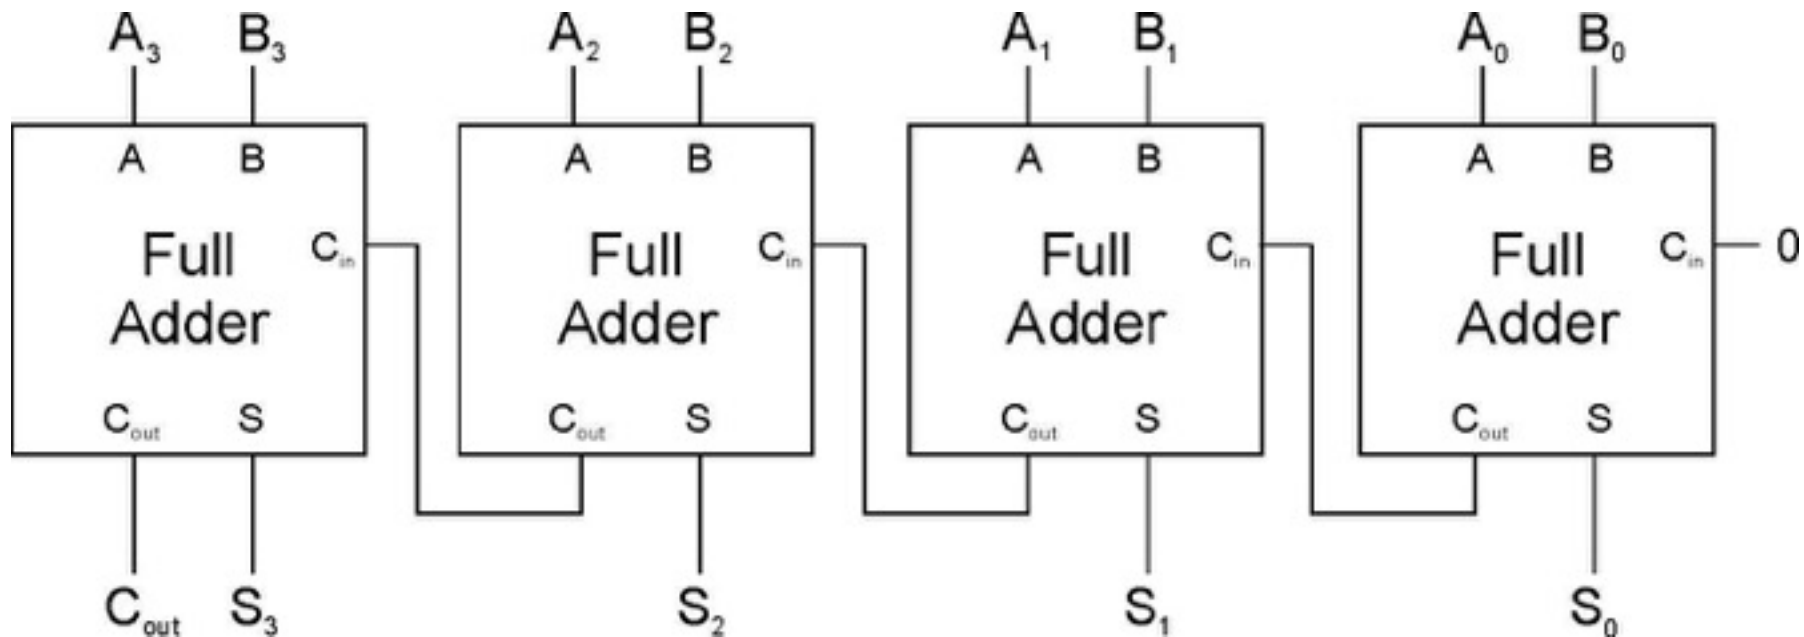 A3 B3 A2 B2 A1 B1 A0 B0
A B A B A B A B
Cin Cin Cin Cin 0
Full Full Full Full
Adder Adder Adder Adder
Cout S Cout S Cout S Cout S
Cout S3 S2 S1 S0